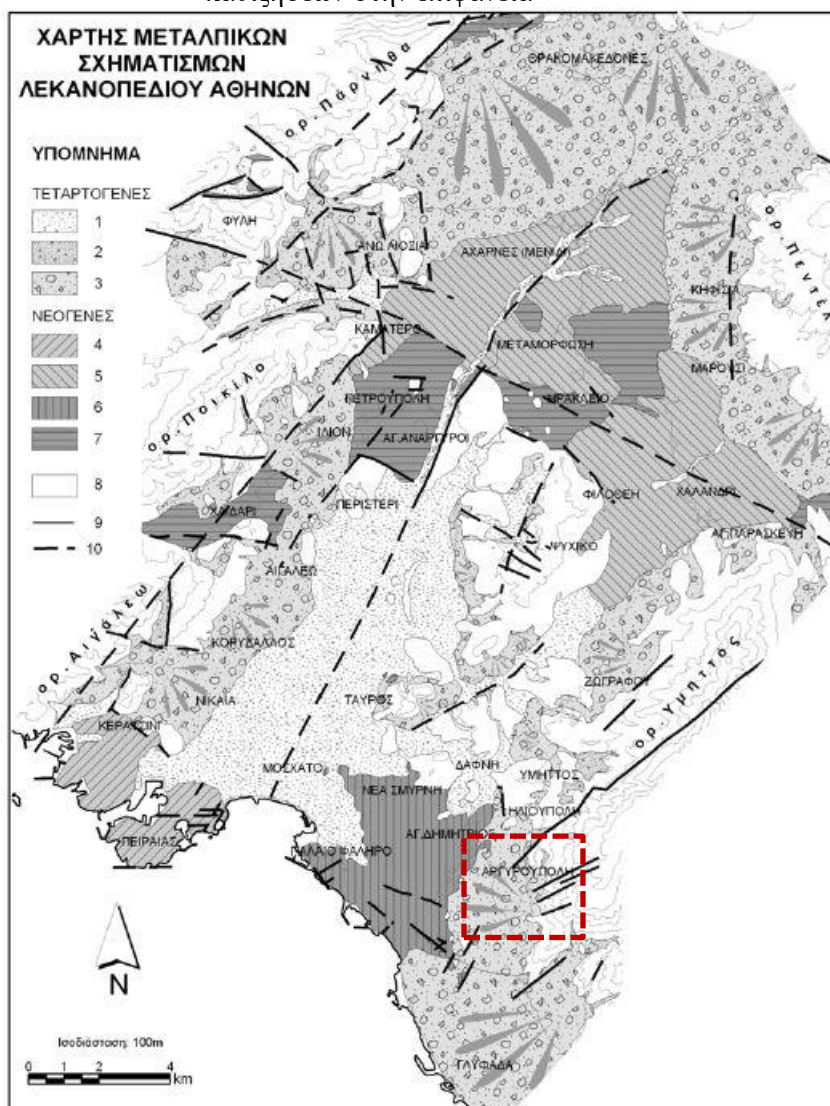 ΧΑΡΤΗΣ ΜΕΤΑΛΠΙΚΩΝ
ΣΧΗΜΑΤΙΣΜΩΝ
ΛΕΚΑΝΟΠΕΔΙΟΥ ΑΘΗΝΩΝ
ΥΠΟΜΝΗΜΑ
ΤΕΤΑΡΤΟΓΕΝΕΣ
1
2
3
ΝΕΟΓΕΝΕΣ
4
5
6
7
8
9
10
ορ. Πάρνηθα
ΘΡΑΚΟΜΑΚΕΔΟΝΕΣ
ΦΥΛΗ
ΑΝΩ ΛΙΟΣΙΑ
ΑΧΑΡΝΕΣ (ΜΕΝΙΔΙ)
ορ. Πεντέλ
ΚΗΦΙΣΙΑ
ΚΑΜΑΤΕΡΟ
ΜΕΤΑΜΟΡΦΩΣΗ
ΜΑΡΟΥΣΙ
ορ. Ποικίλο
ΠΕΤΡΟΥΠΟΛΗ
ΗΡΑΚΛΕΙΟ
ΙΛΙΟΝ
ΑΓ.ΑΝΑΡΓΥΡΟΙ
ΠΕΡΙΣΤΕΡΙ
ΦΙΛΟΘΕΗ
ΧΑΛΑΝΔΡΙ
ΧΑΪΔΑΡΙ
ΑΓ.ΠΑΡΑΣΚΕΥΗ
ΨΥΧΙΚΟ
ΑΙΓΑΛΕΩ
ορ. Αιγάλεω
ΚΟΡΥΔΑΛΛΟΣ
ΖΩΓΡΑΦΟΥ
ορ. Υμηττός
ΝΙΚΑΙΑ
ΤΑΥΡΟΣ
ΚΕΡΑΤΣΙΝΙ
ΜΟΣΧΑΤΟ
ΔΑΦΝΗ
ΥΜΗΤΤΟΣ
ΝΕΑ ΣΜΥΡΝΗ
ΗΛΙΟΥΠΟΛΗ
ΑΓ.ΔΗΜΗΤΡΙΟΣ
ΠΕΙΡΑΙΑΣ
ΠΑΛΑΙΟ ΦΑΛΗΡΟ
ΑΡΓΥΡΟΥΠΟΛΗ
N
Ισοδιάσταση: 100m
0 1 2 4
km
ΓΛΥΦΑΔΑ